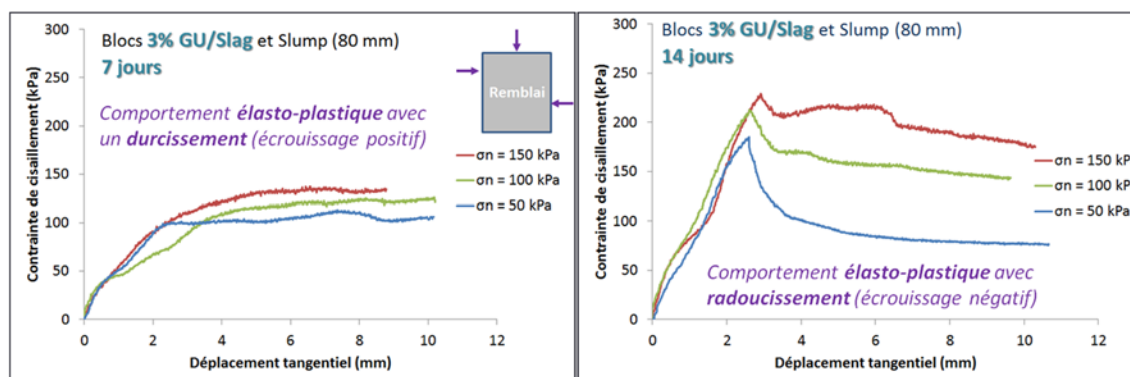 Blocs 3% GU/Slag et Slump (80 mm)
7 jours
Comportement élasto-plastique avec
un durcissement (écrouissage positif)
Remblai
σn = 150 kPa
σn = 100 kPa
σn = 50 kPa
Contrainte de cisaillement (kPa)
300
250
200
150
100
50
0
0 2 4 6 8 10 12
Déplacement tangentiel (mm)
Blocs 3% GU/Slag et Slump (80 mm)
14 jours
σn = 150 kPa
σn = 100 kPa
σn = 50 kPa
Comportement élasto-plastique avec
radoucissement (écrouissage négatif)
Contrainte de cisaillement (kPa)
300
250
200
150
100
50
0
0 2 4 6 8 10 12
Déplacement tangentiel (mm)